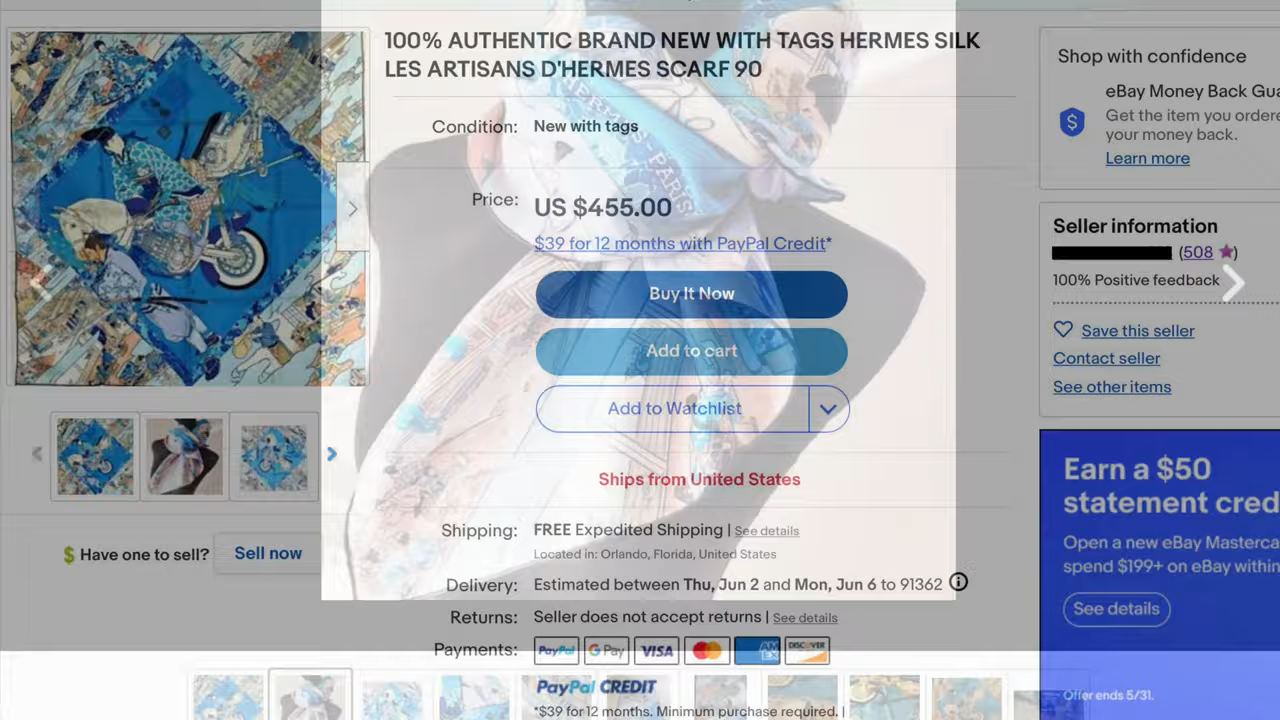 100% AUTHENTIC BRAND NEW WITH TAGS HERMES SILK
LES ARTISANS D'HERMES SCARF 90
Condition: New with tags
Price: US $455.00
$39 for 12 months with PayPal Credit*
Buy It Now
Add to cart
Add to Watchlist
Ships from United States
Shipping: FREE Expedited Shipping | See details
Located in: Orlando, Florida, United States
Delivery: Estimated between Thu, Jun 2 and Mon, Jun 6 to 91362
Returns: Seller does not accept returns | See details
Payments: PayPal G Pay VISA AM EX DISCOVER
PayPal CREDIT
*$39 for 12 months. Minimum purchase required. |
Have one to sell? Sell now
HERMÈS PARIS
Shop with confidence
eBay Money Back Gua
Get the item you ordere
your money back.
Learn more
Seller information
(508)
100% Positive feedback
Save this seller
Contact seller
See other items
Earn a $50
statement cred
Open a new eBay Masterca
spend $199+ on eBay within
See details
Offer ends 5/31.